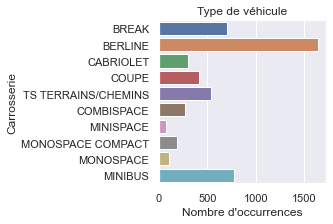 Type de véhicule
BREAK
BERLINE
CABRIOLET
COUPE
TS TERRAINS/CHEMINS
COMBISPACE
MINISPACE
MONOSPACE COMPACT
MONOSPACE
MINIBUS
Carrosserie
0 500 1000 1500
Nombre d'occurrences